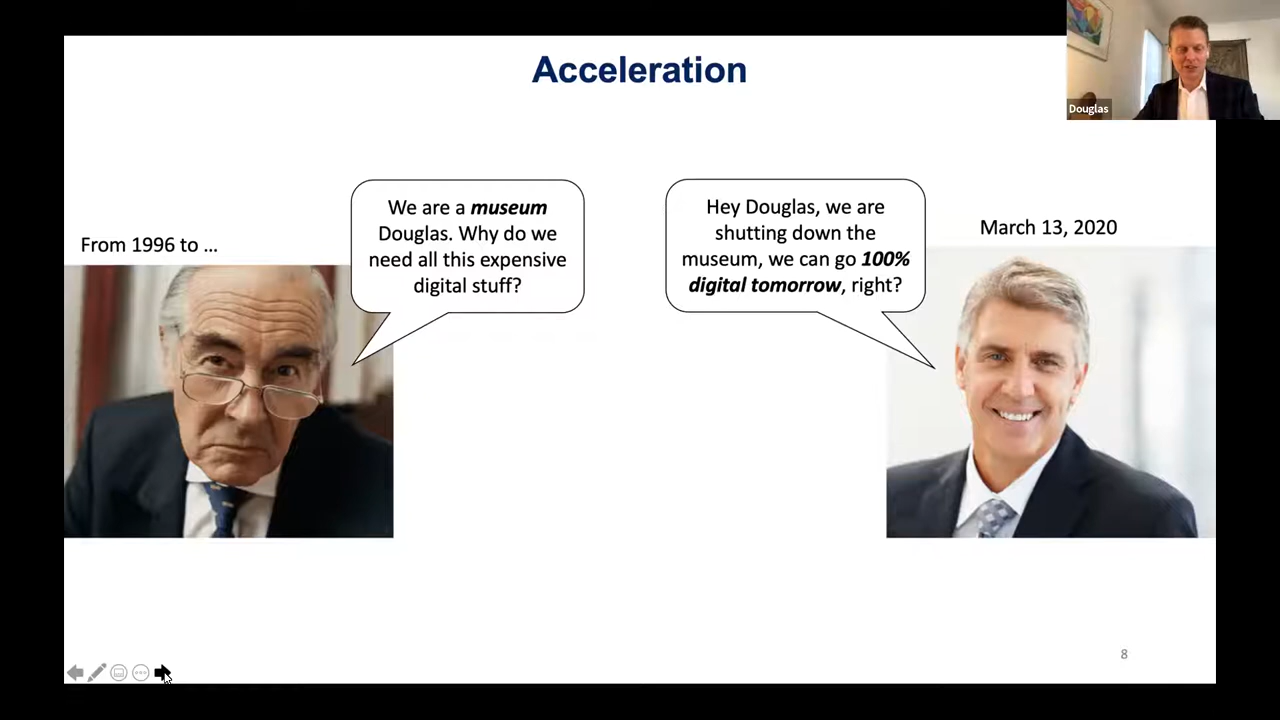 Acceleration
Douglas
From 1996 to ...
We are a museum
Douglas. Why do we
need all this expensive
digital stuff?
Hey Douglas, we are
shutting down the
museum, we can go 100%
digital tomorrow, right?
March 13, 2020
8